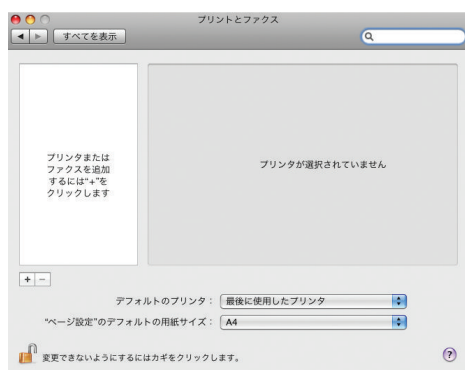 プリントとファクス
すべてを表示
プリンタまたは
ファクスを追加
するには“+”を
クリックします
プリンタが選択されていません
+ −
デフォルトのプリンタ： 最後に使用したプリンタ
“ページ設定”のデフォルトの用紙サイズ： A4
変更できないようにするにはカギをクリックします。
?